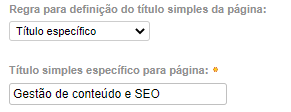 Regra para definição do título simples da página:
Título específico
Título simples específico para página: *
Gestão de conteúdo e SEO